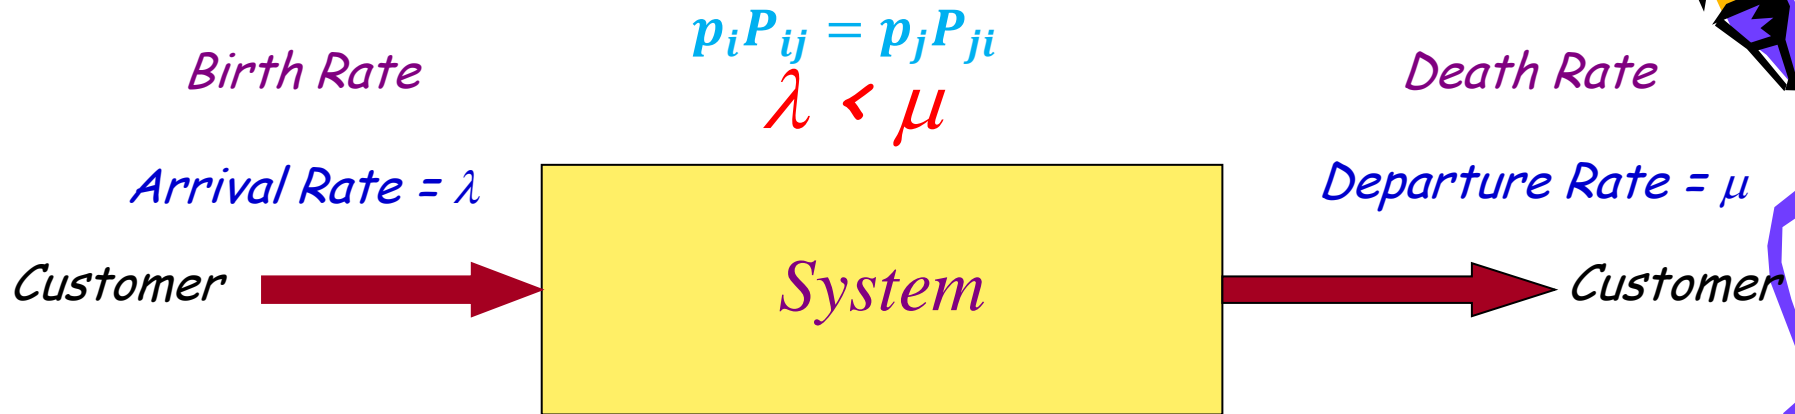 p_i P_ij = p_j P_ji
Birth Rate
λ < μ
Death Rate
Arrival Rate = λ
Departure Rate = μ
Customer
System
Customer